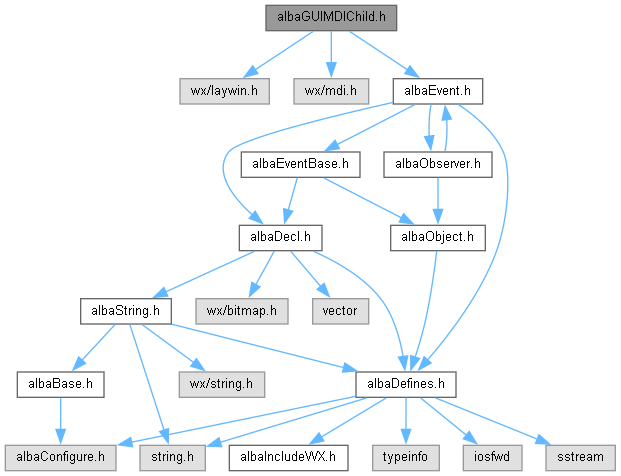 albaGUIMDIChild.h
wx/laywin.h
wx/mdi.h
albaEvent.h
albaEventBase.h
albaObserver.h
albaDecl.h
albaObject.h
albaString.h
wx/bitmap.h
vector
albaBase.h
wx/string.h
albaDefines.h
albaConfigure.h
string.h
albaIncludeWX.h
typeinfo
iosfwd
sstream